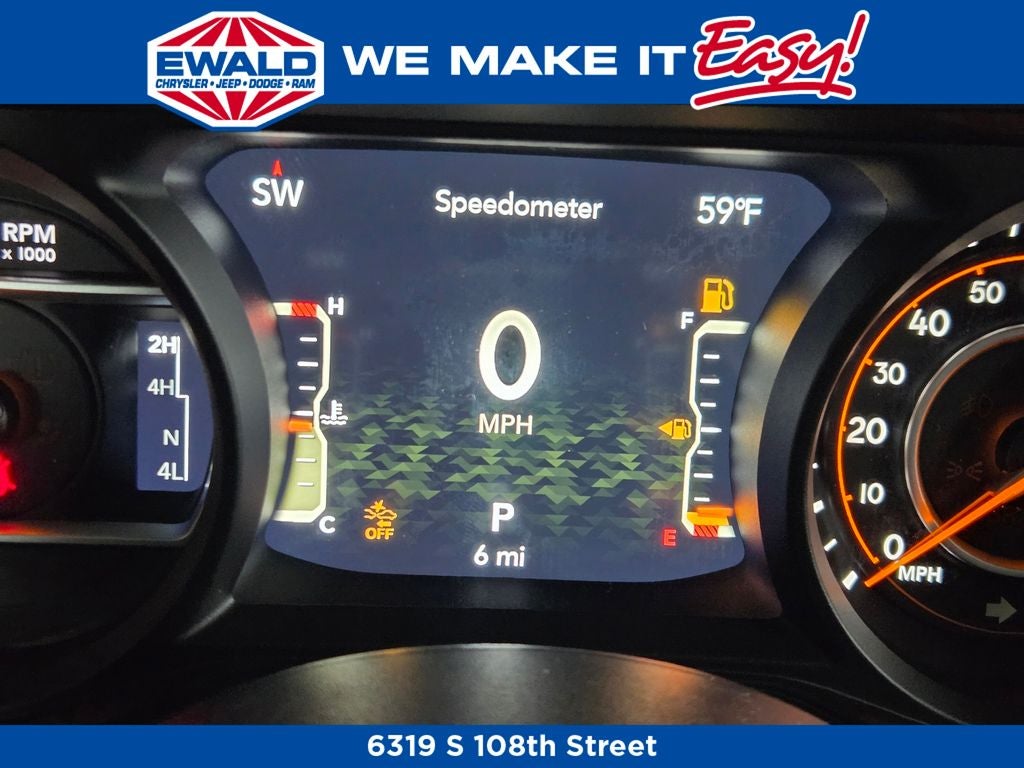 EWALD
CHRYSLER • JEEP • DODGE • RAM
WE MAKE IT Easy!
SW
Speedometer
59°F
RPM
x 1000
2H
4H
N
4L
H
C
OFF
0
MPH
P
6 mi
F
E
50
40
30
20
10
0
MPH
6319 S 108th Street